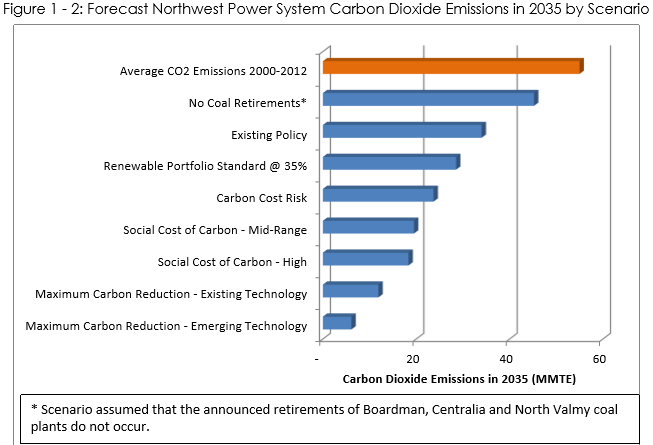 Figure 1 - 2: Forecast Northwest Power System Carbon Dioxide Emissions in 2035 by Scenario
Average CO2 Emissions 2000-2012
No Coal Retirements*
Existing Policy
Renewable Portfolio Standard @ 35%
Carbon Cost Risk
Social Cost of Carbon - Mid-Range
Social Cost of Carbon - High
Maximum Carbon Reduction - Existing Technology
Maximum Carbon Reduction - Emerging Technology
- 20 40 60
Carbon Dioxide Emissions in 2035 (MMTE)
* Scenario assumed that the announced retirements of Boardman, Centralia and North Valmy coal
plants do not occur.